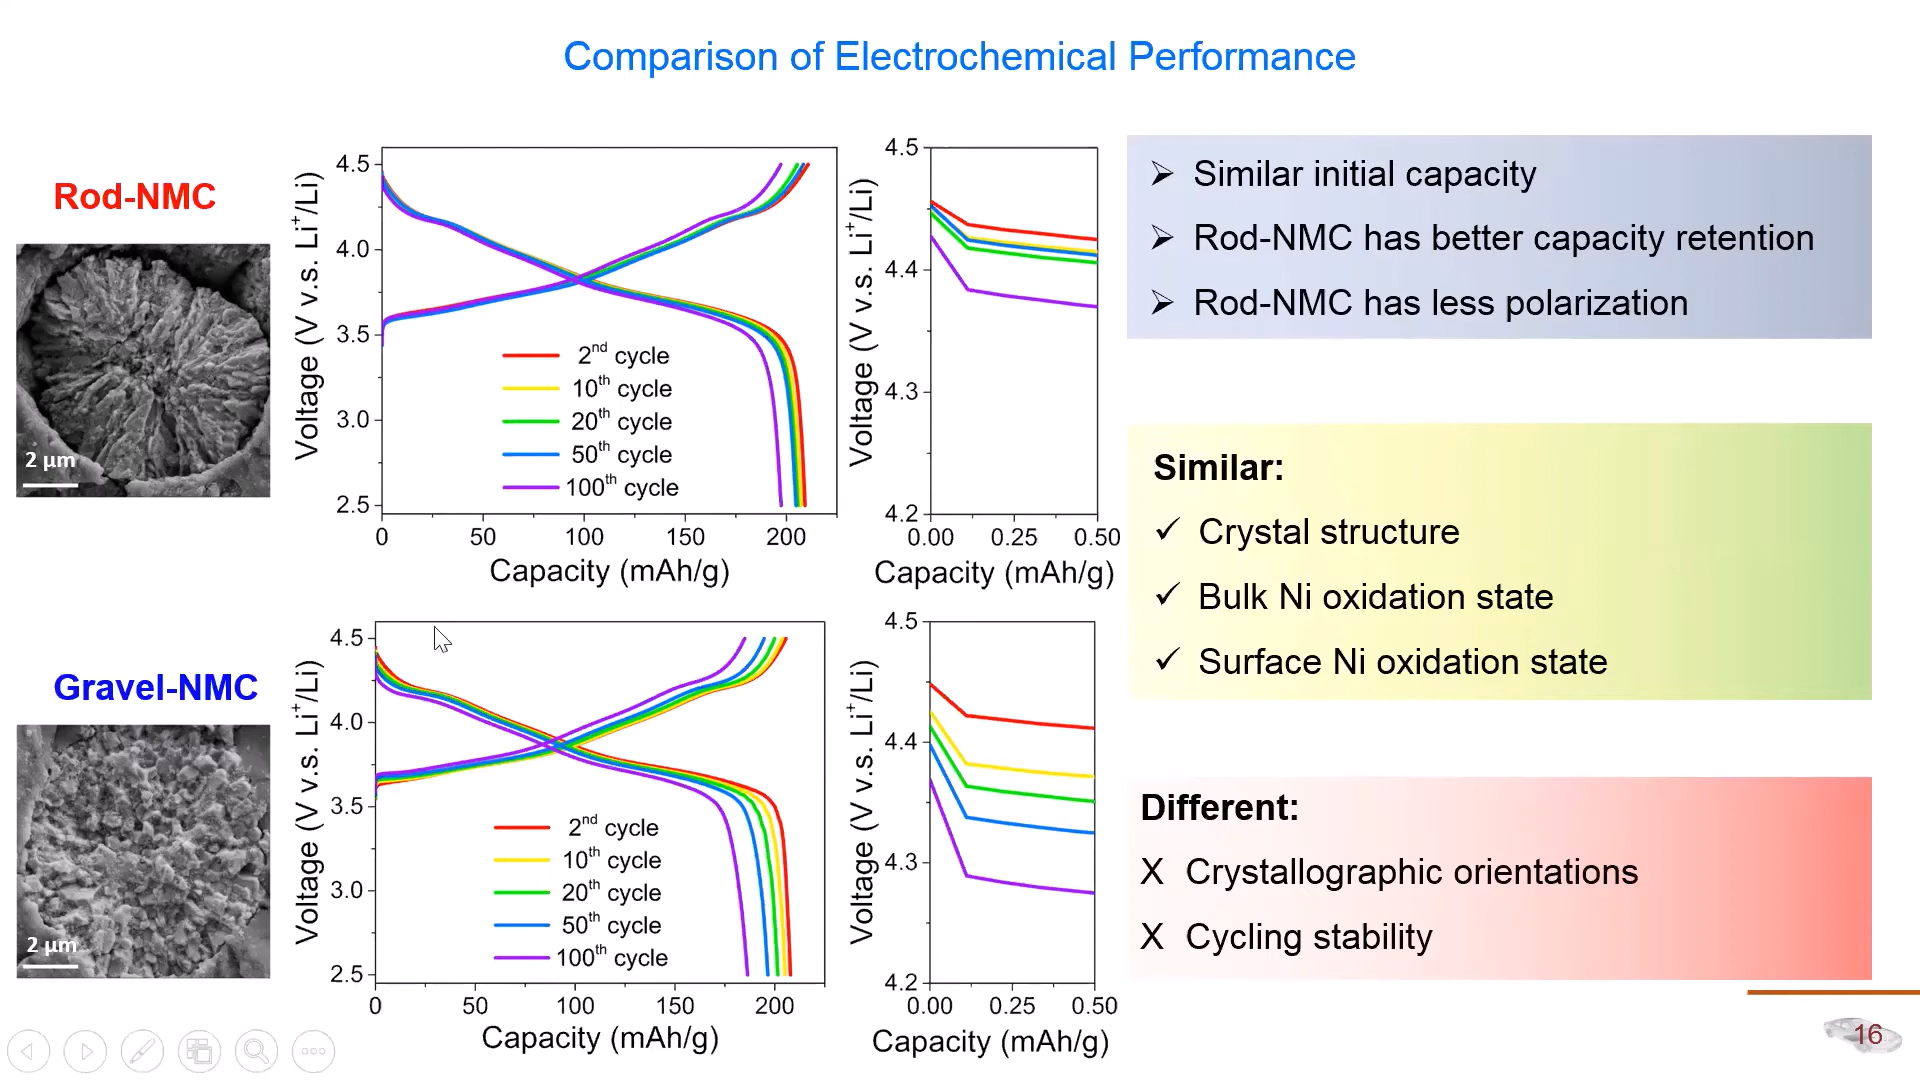 Comparison of Electrochemical Performance
Rod-NMC
2 μm
Voltage (V v.s. Li⁺/Li)
4.5
4.0
3.5
3.0
2.5
2ⁿᵈ cycle
10ᵗʰ cycle
20ᵗʰ cycle
50ᵗʰ cycle
100ᵗʰ cycle
0 50 100 150 200
Capacity (mAh/g)
Voltage (V v.s. Li⁺/Li)
4.5
4.4
4.3
4.2
0.00 0.25 0.50
Capacity (mAh/g)
➢ Similar initial capacity
➢ Rod-NMC has better capacity retention
➢ Rod-NMC has less polarization
Similar:
✓ Crystal structure
✓ Bulk Ni oxidation state
✓ Surface Ni oxidation state
Gravel-NMC
2 μm
Voltage (V v.s. Li⁺/Li)
4.5
4.0
3.5
3.0
2.5
2ⁿᵈ cycle
10ᵗʰ cycle
20ᵗʰ cycle
50ᵗʰ cycle
100ᵗʰ cycle
0 50 100 150 200
Capacity (mAh/g)
Voltage (V v.s. Li⁺/Li)
4.5
4.4
4.3
4.2
0.00 0.25 0.50
Capacity (mAh/g)
Different:
X Crystallographic orientations
X Cycling stability
16